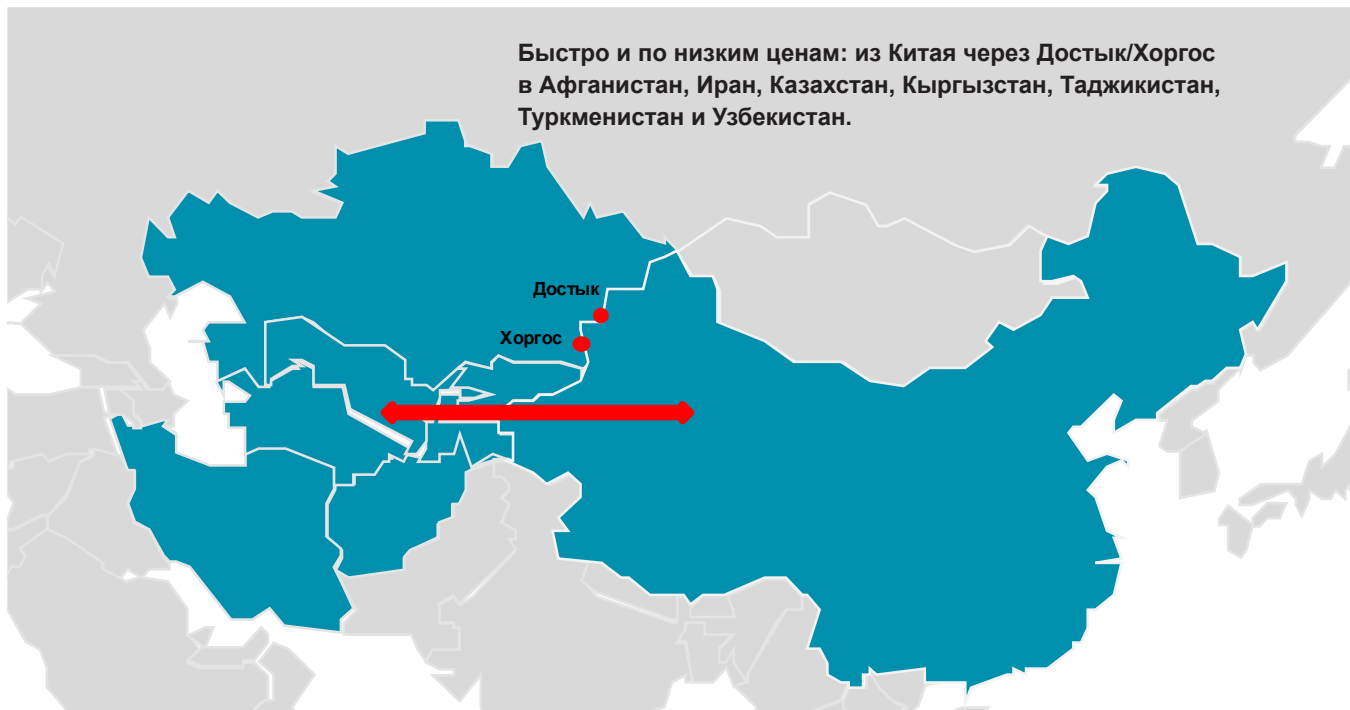 Быстро и по низким ценам: из Китая через Достык/Хоргос
в Афганистан, Иран, Казахстан, Кыргызстан, Таджикистан,
Туркменистан и Узбекистан.
Достык
Хоргос